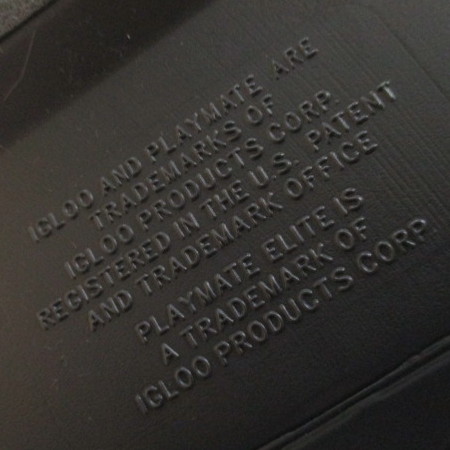 IGLOO AND PLAYMATE ARE
TRADEMARKS OF
IGLOO PRODUCTS CORP.
REGISTERED IN THE U.S. PATENT
AND TRADEMARK OFFICE
PLAYMATE ELITE IS
A TRADEMARK OF
IGLOO PRODUCTS CORP.